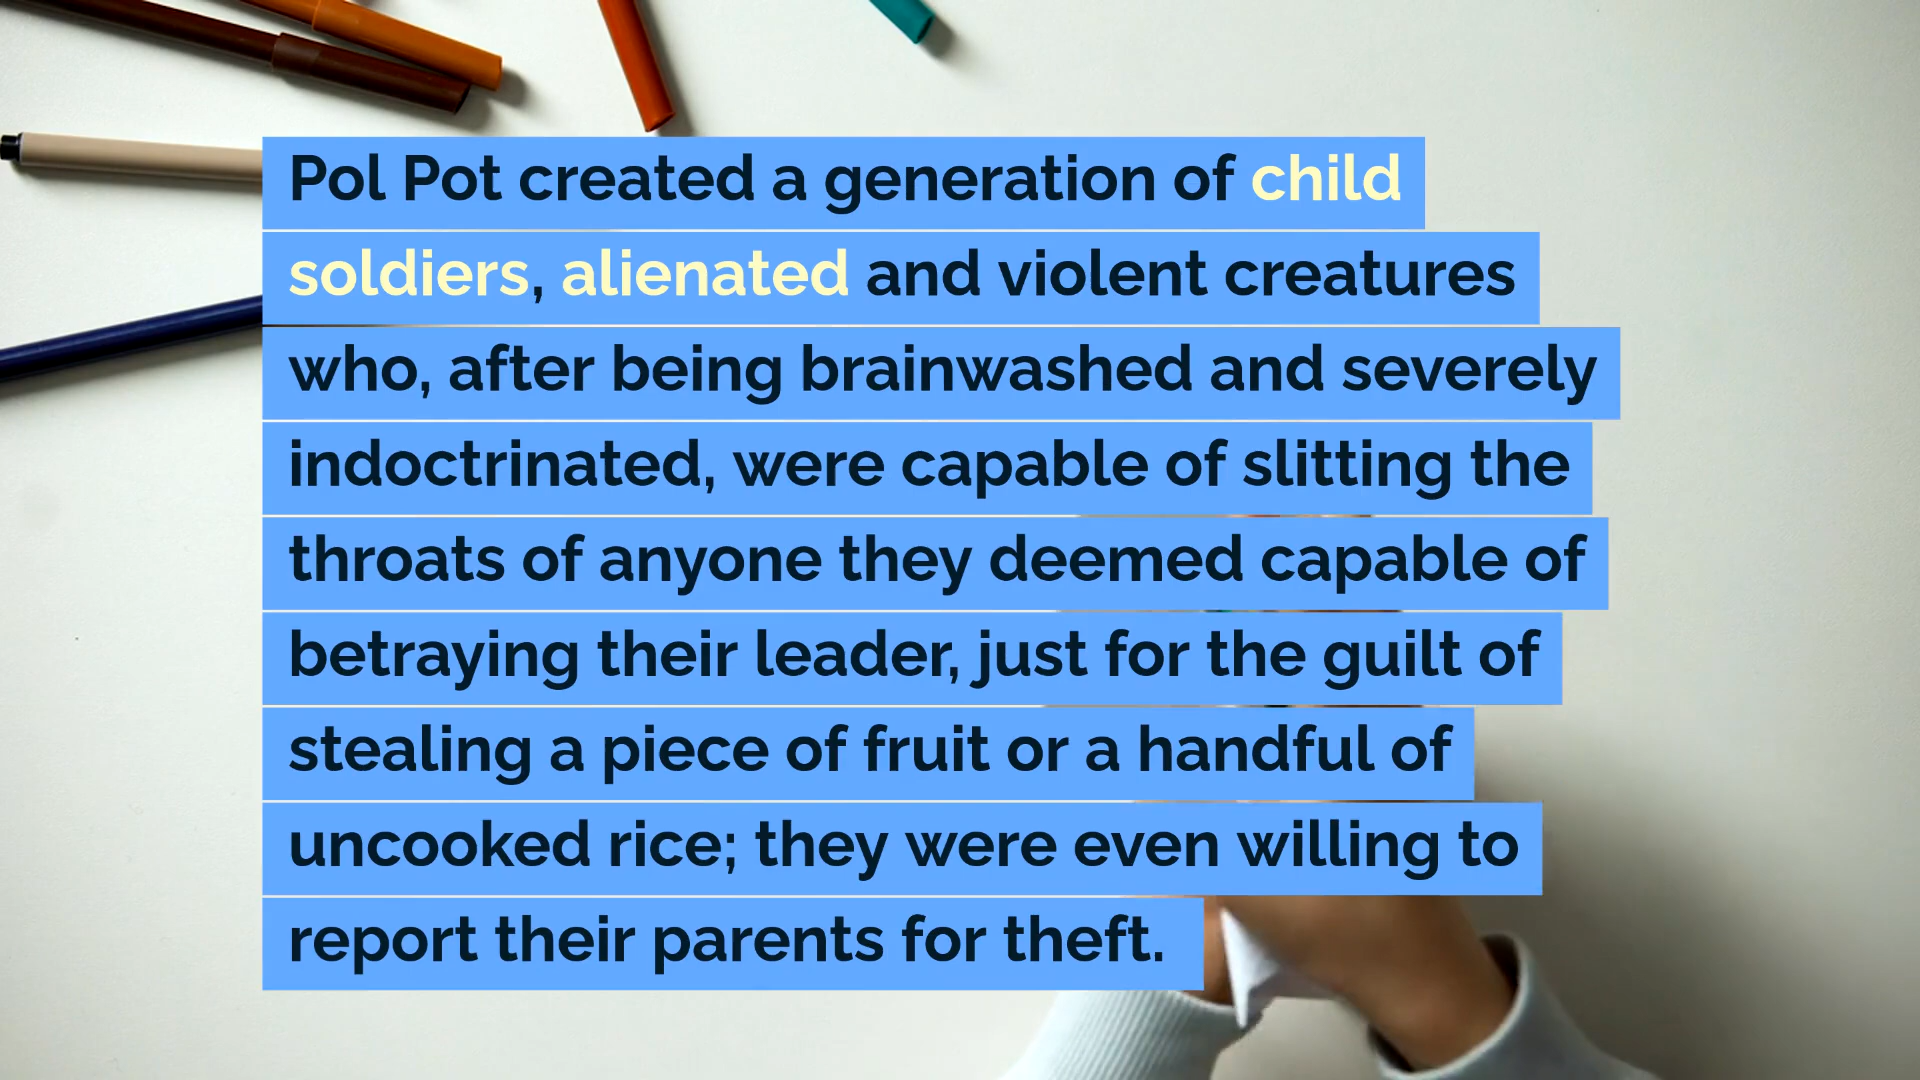 Pol Pot created a generation of child
soldiers, alienated and violent creatures
who, after being brainwashed and severely
indoctrinated, were capable of slitting the
throats of anyone they deemed capable of
betraying their leader, just for the guilt of
stealing a piece of fruit or a handful of
uncooked rice; they were even willing to
report their parents for theft.